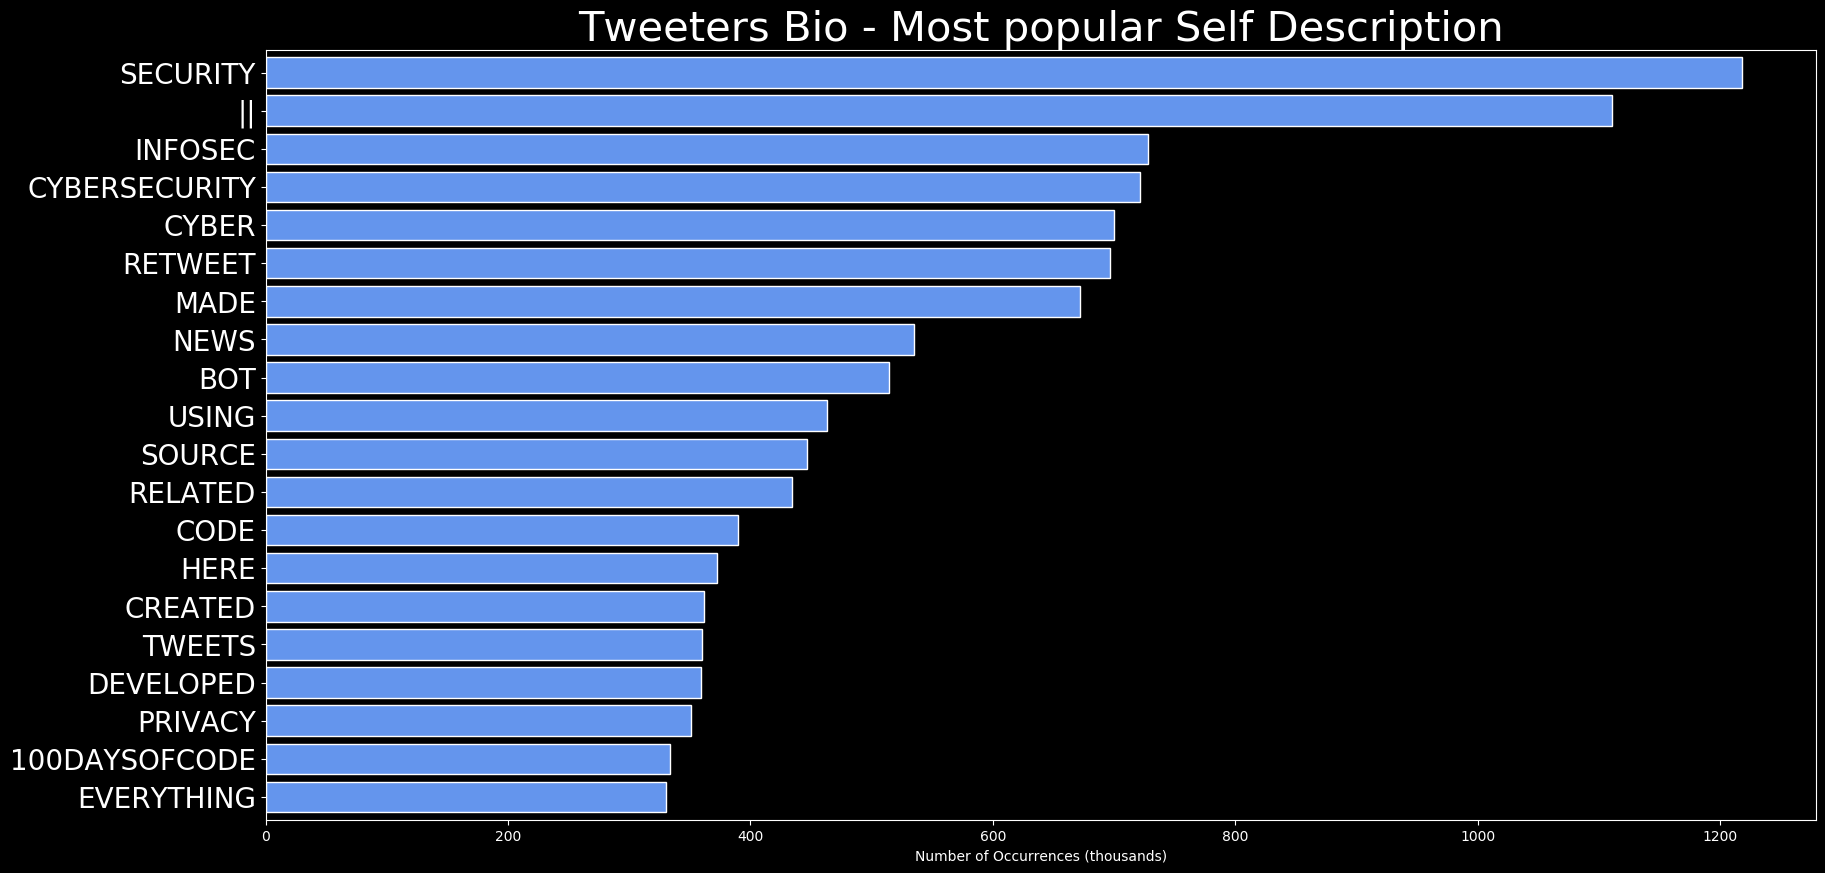 Tweeters Bio - Most popular Self Description
SECURITY
||
INFOSEC
CYBERSECURITY
CYBER
RETWEET
MADE
NEWS
BOT
USING
SOURCE
RELATED
CODE
HERE
CREATED
TWEETS
DEVELOPED
PRIVACY
100DAYSOFCODE
EVERYTHING
0 200 400 600 800 1000 1200
Number of Occurrences (thousands)